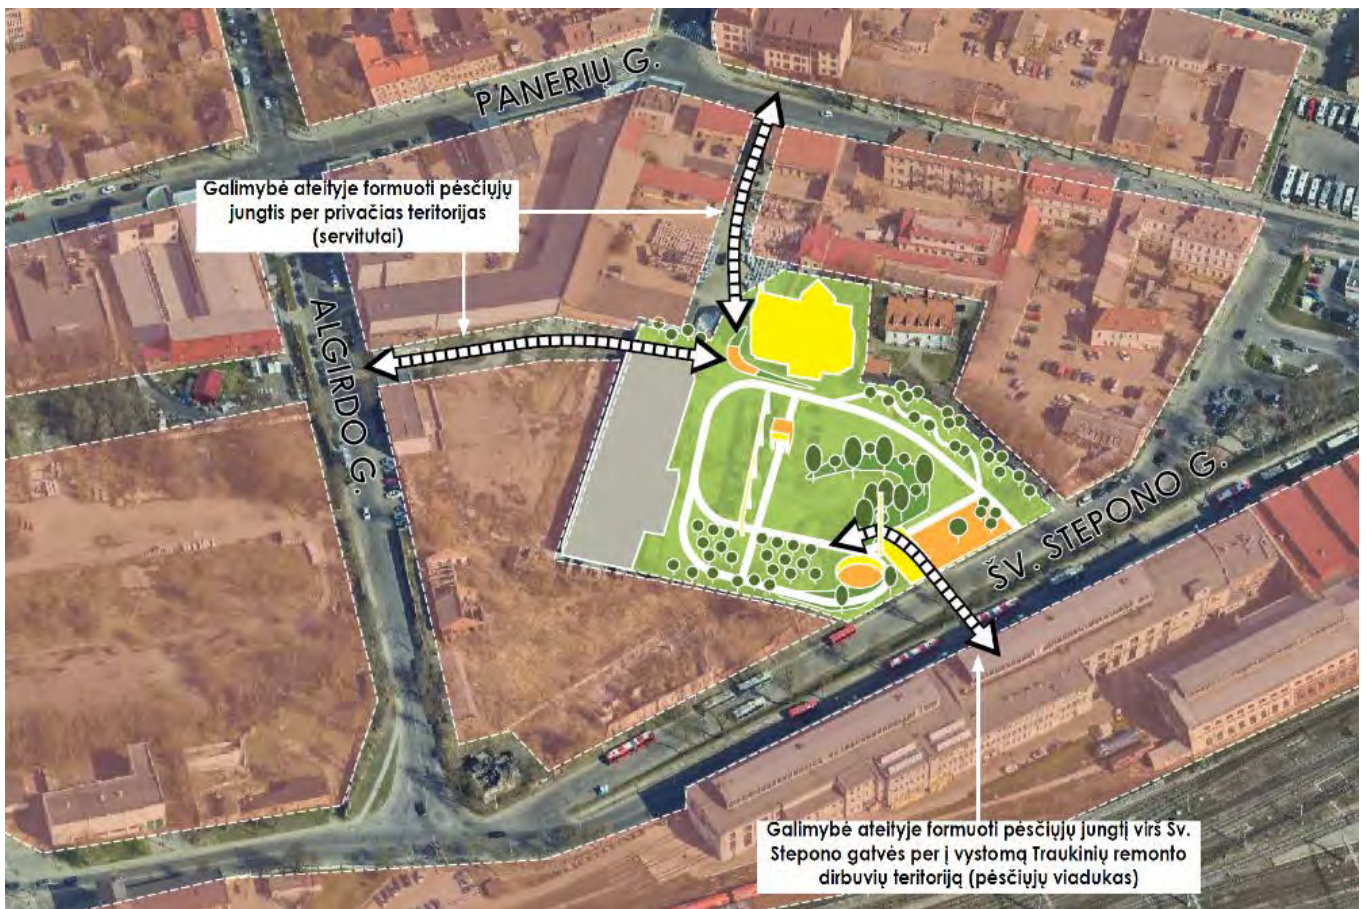 PANERIŲ G.
Galimybė ateityje formuoti pėsčiųjų
jungtis per privačias teritorijas
(servitutai)
ALGIRDO G.
ŠV. STEPONO G.
Galimybė ateityje formuoti pėsčiųjų jungtį virš Šv.
Stepono gatvės per į vystomą Traukinių remonto
dirbuvių teritoriją (pėsčiųjų viadukas)